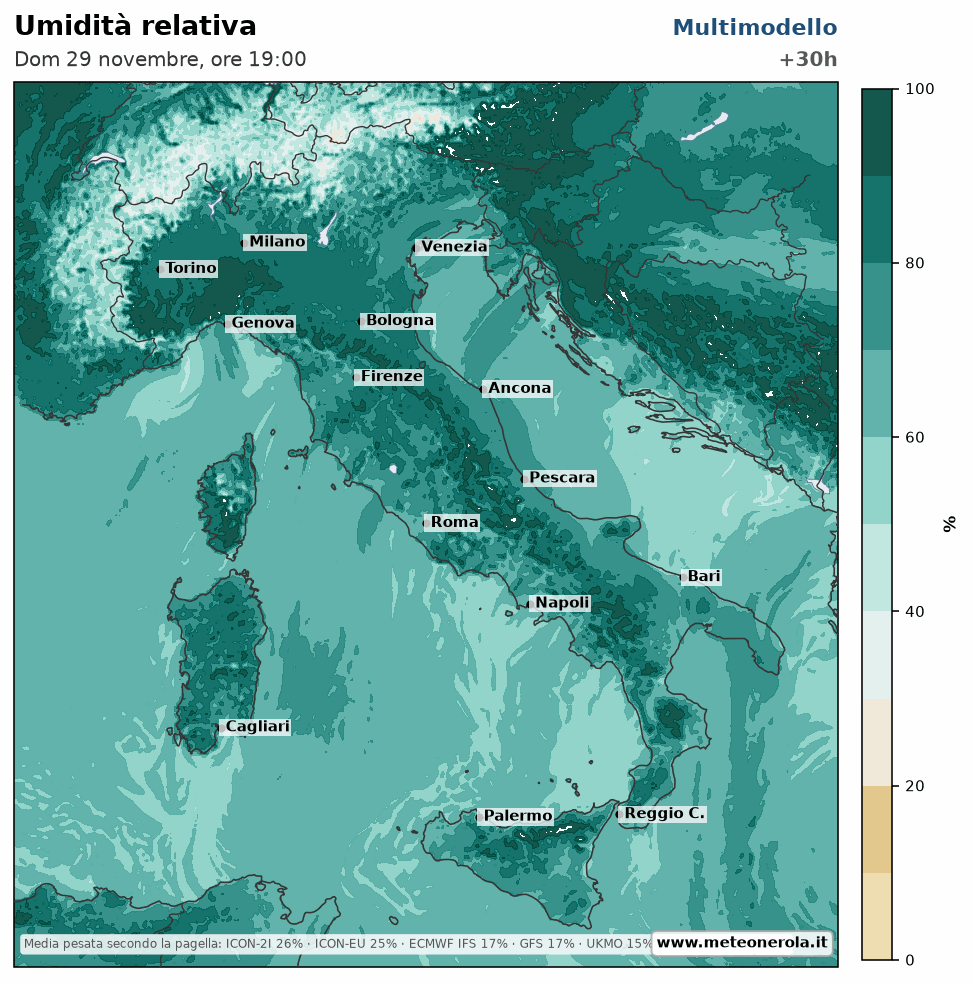 Umidità relativa
Multimodello
Dom 29 novembre, ore 19:00
+30h
100
80
60
40
20
0
%
Milano
Venezia
Torino
Genova
Bologna
Firenze
Ancona
Pescara
Roma
Bari
Napoli
Cagliari
Palermo
Reggio C.
Media pesata secondo la pagella: ICON-2I 26% · ICON-EU 25% · ECMWF IFS 17% · GFS 17% · UKMO 15%
www.meteonerola.it